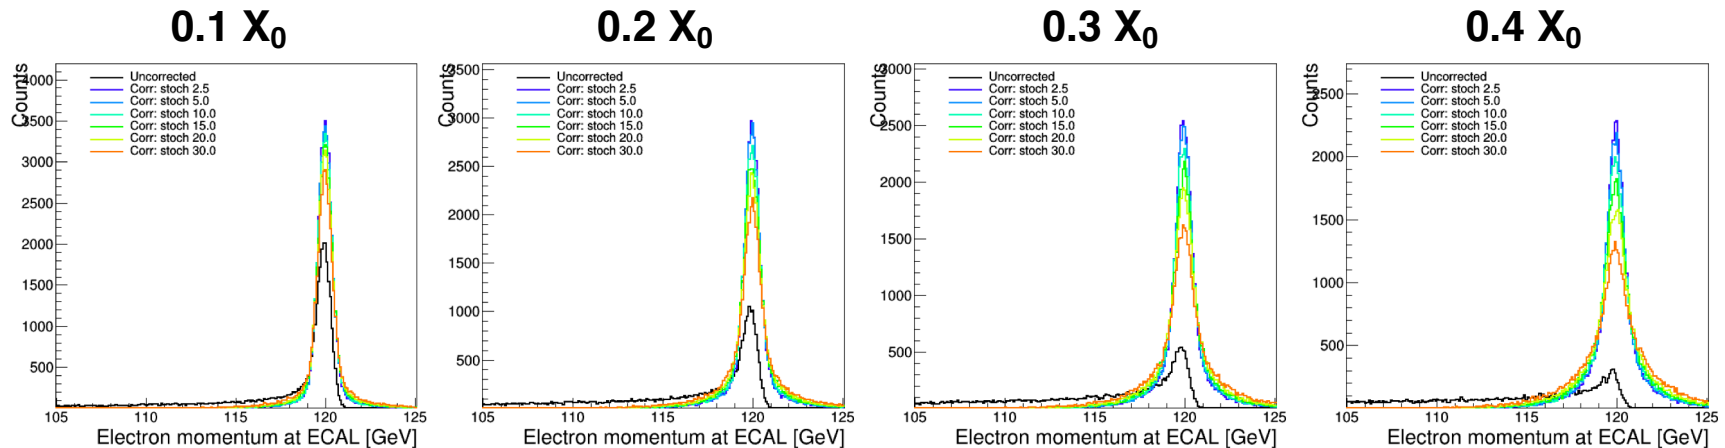 0.1 X₀
0.2 X₀
0.3 X₀
0.4 X₀
Counts
4000
3500
3000
2500
2000
1500
1000
500
Uncorrected
Corr: stoch 2.5
Corr: stoch 5.0
Corr: stoch 10.0
Corr: stoch 15.0
Corr: stoch 20.0
Corr: stoch 30.0
105 110 115 120 125
Electron momentum at ECAL [GeV]
Counts
3500
3000
2500
2000
1500
1000
500
Uncorrected
Corr: stoch 2.5
Corr: stoch 5.0
Corr: stoch 10.0
Corr: stoch 15.0
Corr: stoch 20.0
Corr: stoch 30.0
105 110 115 120 125
Electron momentum at ECAL [GeV]
Counts
3000
2500
2000
1500
1000
500
Uncorrected
Corr: stoch 2.5
Corr: stoch 5.0
Corr: stoch 10.0
Corr: stoch 15.0
Corr: stoch 20.0
Corr: stoch 30.0
105 110 115 120 125
Electron momentum at ECAL [GeV]
Counts
2500
2000
1500
1000
500
Uncorrected
Corr: stoch 2.5
Corr: stoch 5.0
Corr: stoch 10.0
Corr: stoch 15.0
Corr: stoch 20.0
Corr: stoch 30.0
105 110 115 120 125
Electron momentum at ECAL [GeV]